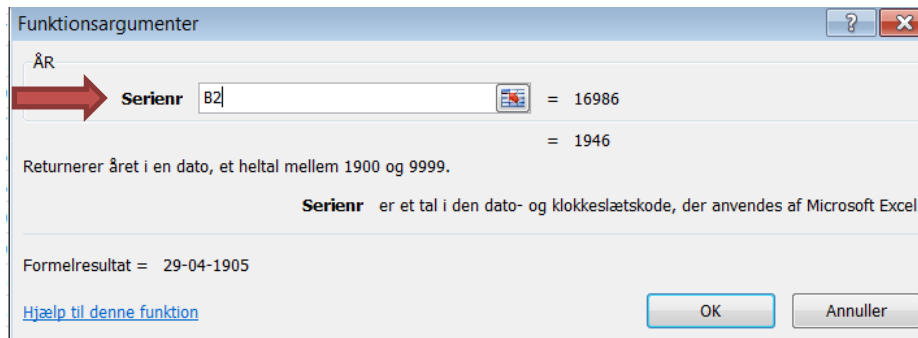 Funktionsargumenter
ÅR
Serienr B2 = 16986
= 1946
Returnerer året i en dato, et heltal mellem 1900 og 9999.
Serienr er et tal i den dato- og klokkeslætskode, der anvendes af Microsoft Excel
Formelresultat = 29-04-1905
Hjælp til denne funktion OK Annuller